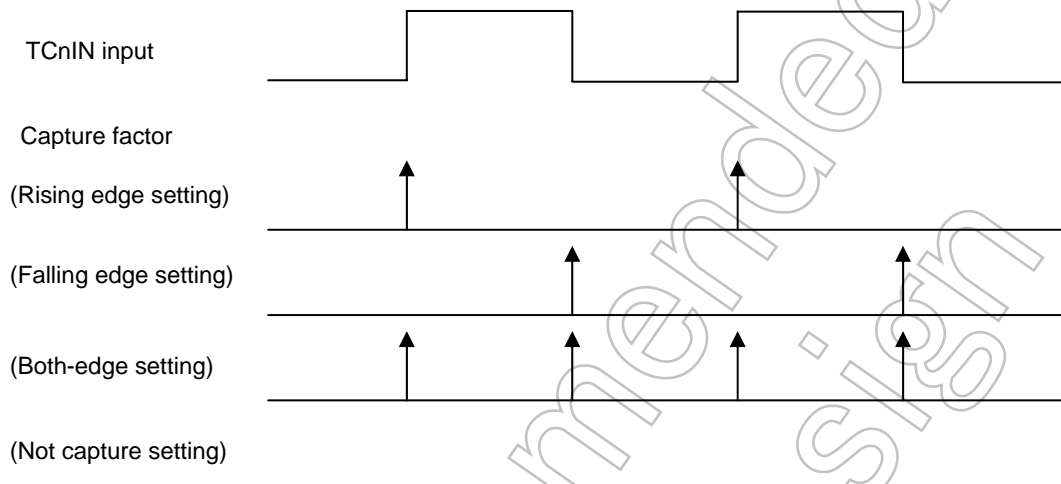 TCnIN input
Capture factor
(Rising edge setting)
(Falling edge setting)
(Both-edge setting)
(Not capture setting)